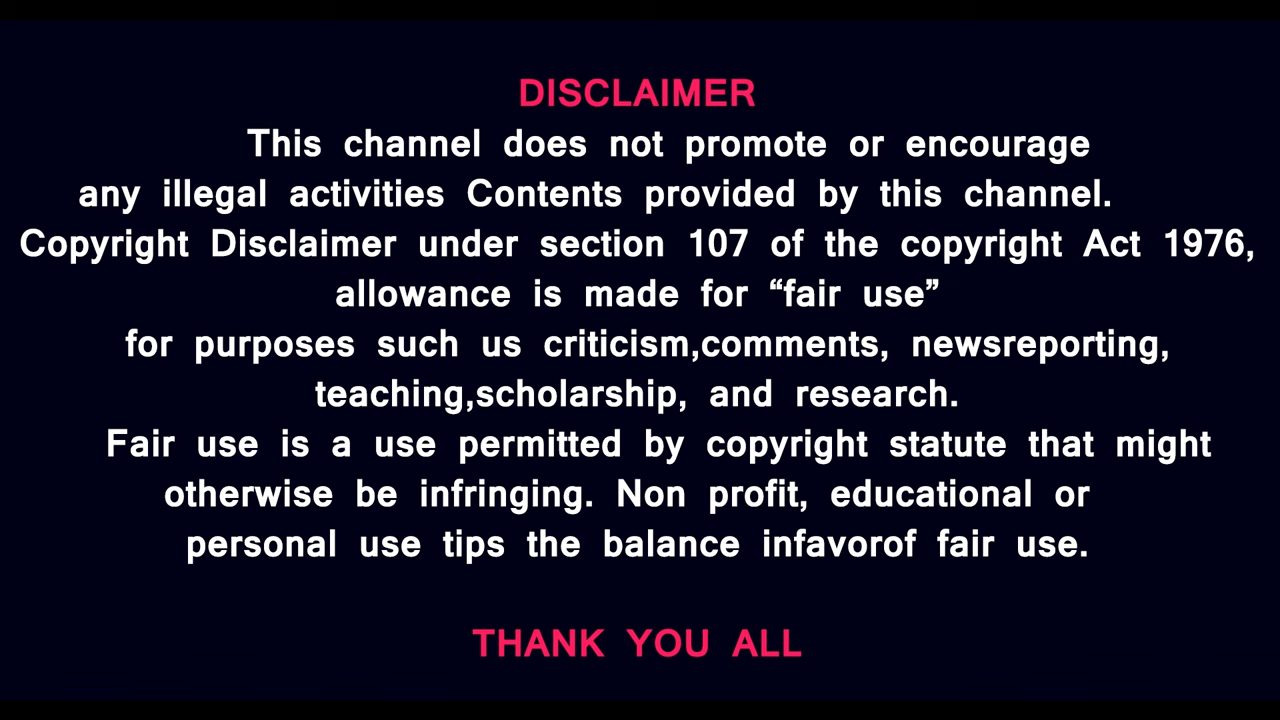 DISCLAIMER
This channel does not promote or encourage
any illegal activities Contents provided by this channel.
Copyright Disclaimer under section 107 of the copyright Act 1976,
allowance is made for “fair use”
for purposes such us criticism,comments, newsreporting,
teaching,scholarship, and research.
Fair use is a use permitted by copyright statute that might
otherwise be infringing. Non profit, educational or
personal use tips the balance infavorof fair use.
THANK YOU ALL